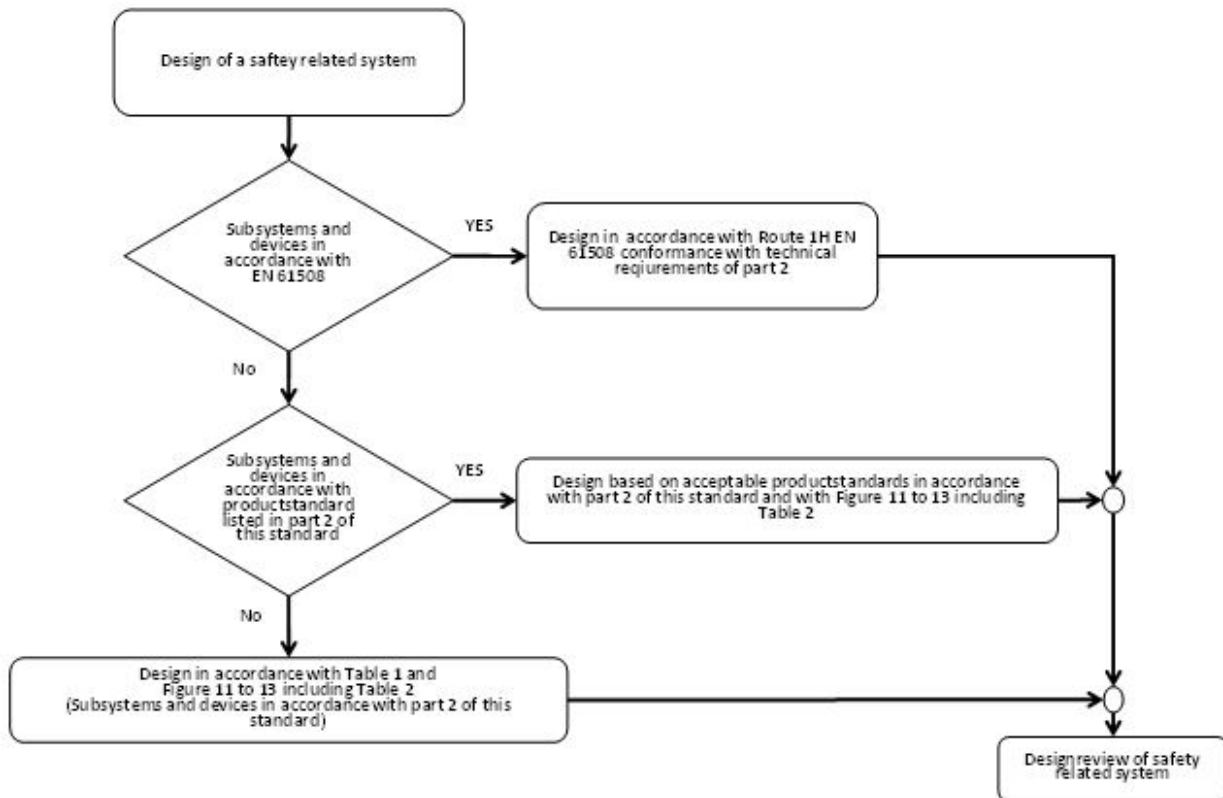 Design of a saftey related system
Subsystems and
devices in
accordance with
EN 61508
YES
Design in accordance with Route 1H EN
61508 conformance with technical
reqiurements of part 2
No
Subsystems and
devices in
accordance with
productstandard
listed in part 2 of
this standard
YES
Design based on acceptable productstandards in accordance
with part 2 of this standard and with Figure 11 to 13 including
Table 2
No
Design in accordance with Table 1 and
Figure 11 to 13 including Table 2
(Subsystems and devices in accordance with part 2 of this
standard)
Design review of safety
related system